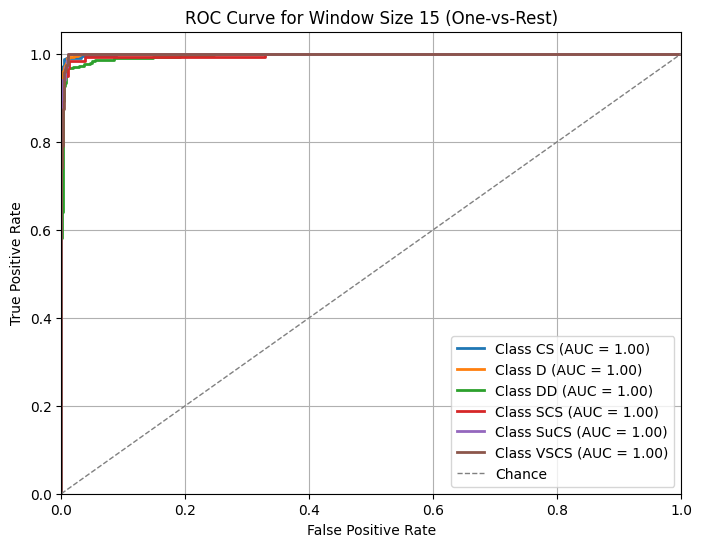 ROC Curve for Window Size 15 (One-vs-Rest)
True Positive Rate
1.0
0.8
0.6
0.4
0.2
0.0
Class CS (AUC = 1.00)
Class D (AUC = 1.00)
Class DD (AUC = 1.00)
Class SCS (AUC = 1.00)
Class SuCS (AUC = 1.00)
Class VSCS (AUC = 1.00)
Chance
0.0 0.2 0.4 0.6 0.8 1.0
False Positive Rate